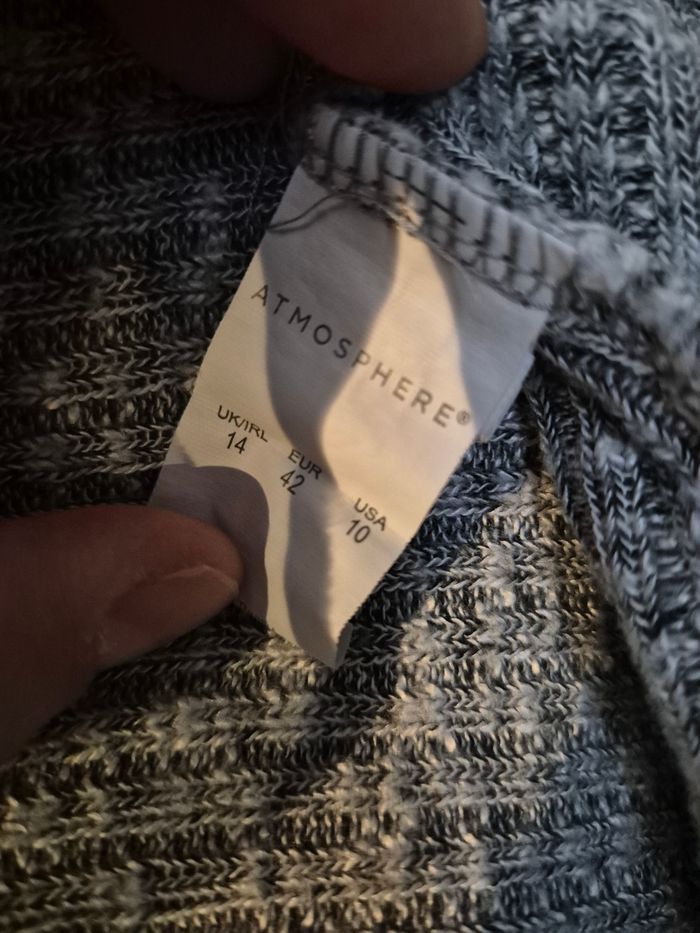 ATMOSPHERE®
UK/IRL EUR USA
14 42 10